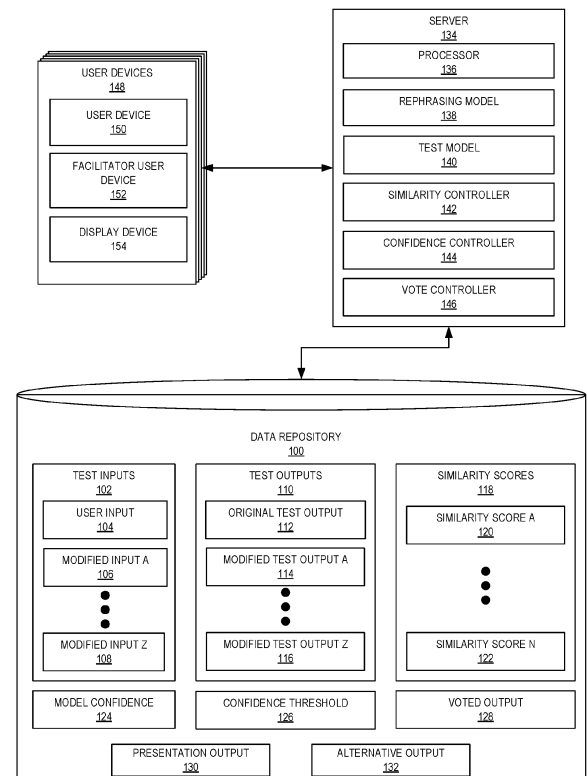 SERVER
134
PROCESSOR
136
REPHRASING MODEL
138
TEST MODEL
140
SIMILARITY CONTROLLER
142
CONFIDENCE CONTROLLER
144
VOTE CONTROLLER
146
USER DEVICES
148
USER DEVICE
150
FACILITATOR USER
DEVICE
152
DISPLAY DEVICE
154
DATA REPOSITORY
100
TEST INPUTS
102
USER INPUT
104
MODIFIED INPUT A
106
MODIFIED INPUT Z
108
TEST OUTPUTS
110
ORIGINAL TEST OUTPUT
112
MODIFIED TEST OUTPUT A
114
MODIFIED TEST OUTPUT Z
116
SIMILARITY SCORES
118
SIMILARITY SCORE A
120
SIMILARITY SCORE N
122
MODEL CONFIDENCE
124
CONFIDENCE THRESHOLD
126
VOTED OUTPUT
128
PRESENTATION OUTPUT
130
ALTERNATIVE OUTPUT
132